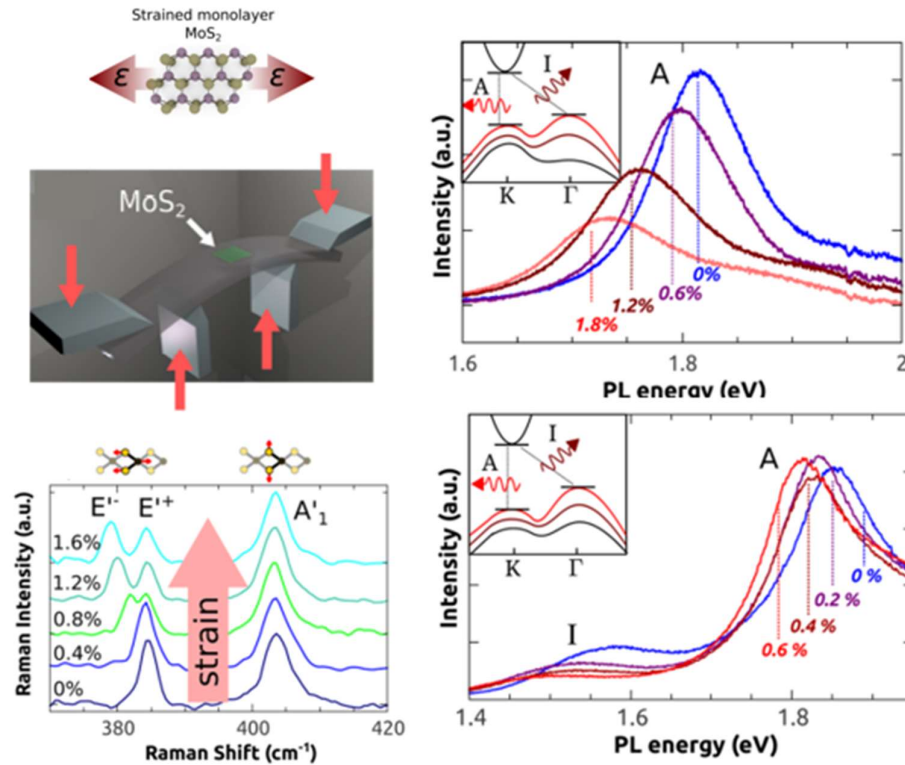 Strained monolayer
MoS₂
ε ε
MoS₂
E'⁻ E'⁺ A'₁
1.6%
1.2%
0.8%
0.4%
0%
strain
Raman Intensity (a.u.)
380 400 420
Raman Shift (cm⁻¹)
A
I
A
K Γ
0%
0.6%
1.2%
1.8%
Intensity (a.u.)
1.6 1.8 2
PL energy (eV)
A
I
A
K Γ
I
0 %
0.2 %
0.4 %
0.6 %
Intensity (a.u.)
1.4 1.6 1.8
PL energy (eV)